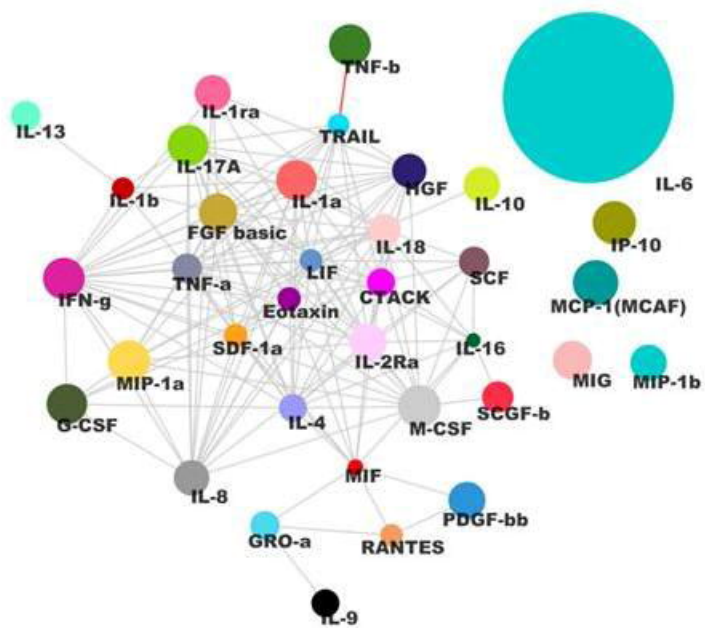 TNF-b
IL-1ra
IL-13
TRAIL
IL-17A
HGF
IL-6
IL-1b
IL-1a
IL-10
FGF basic
IL-18
IP-10
IFN-g
TNF-a
LIF
SCF
CTACK
MCP-1(MCAF)
Eotaxin
SDF-1a
IL-16
IL-2Ra
MIP-1a
MIG
MIP-1b
G-CSF
IL-4
M-CSF
SCGF-b
IL-8
MIF
GRO-a
RANTES
PDGF-bb
IL-9